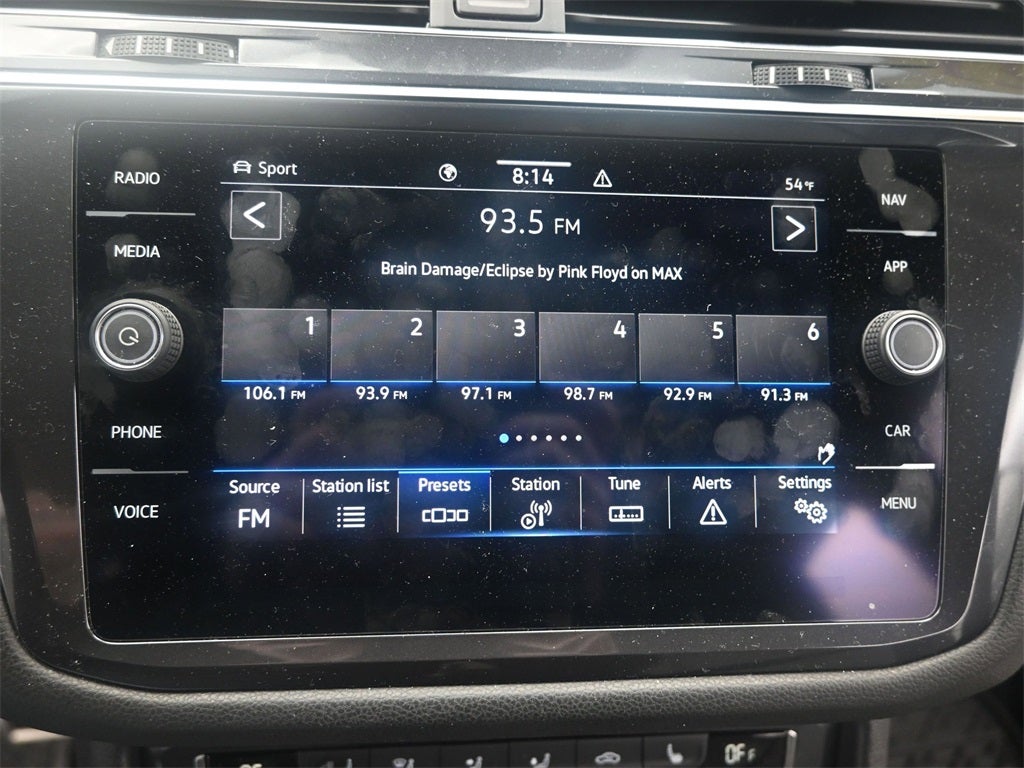 RADIO
MEDIA
PHONE
VOICE
Sport
8:14
54°F
93.5 FM
Brain Damage/Eclipse by Pink Floyd on MAX
1 2 3 4 5 6
106.1 FM 93.9 FM 97.1 FM 98.7 FM 92.9 FM 91.3 FM
Source Station list Presets Station Tune Alerts Settings
FM
NAV
APP
CAR
MENU